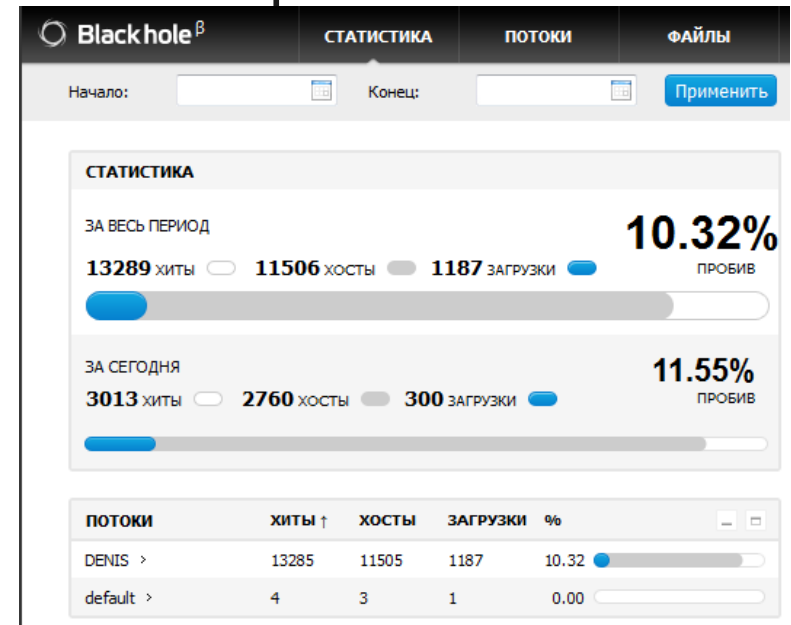 Blackhole β СТАТИСТИКА ПОТОКИ ФАЙЛЫ
Начало: Конец: Применить
СТАТИСТИКА
ЗА ВЕСЬ ПЕРИОД
10.32%
13289 ХИТЫ 11506 ХОСТЫ 1187 ЗАГРУЗКИ ПРОБИВ
ЗА СЕГОДНЯ
11.55%
3013 ХИТЫ 2760 ХОСТЫ 300 ЗАГРУЗКИ ПРОБИВ
ПОТОКИ ХИТЫ ↑ ХОСТЫ ЗАГРУЗКИ %
DENIS > 13285 11505 1187 10.32
default > 4 3 1 0.00